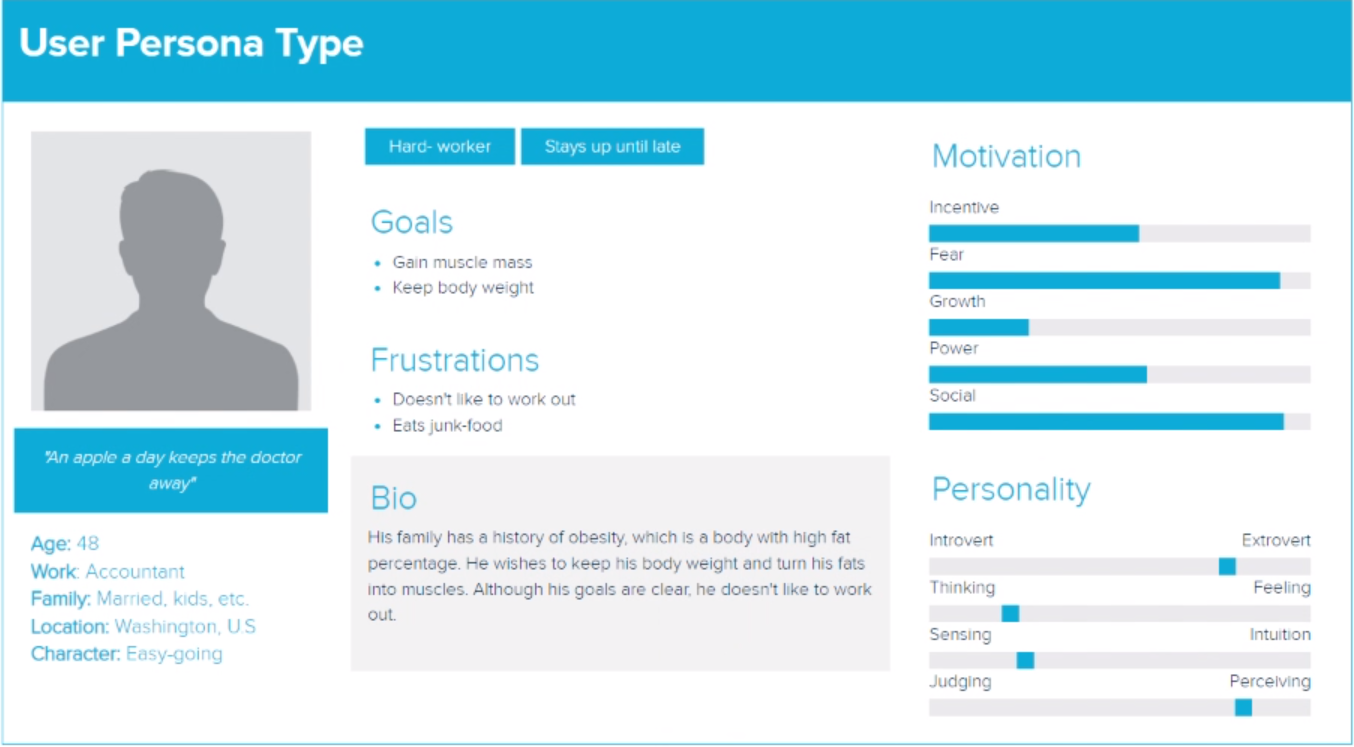 User Persona Type
Hard- worker
Stays up until late
Goals
• Gain muscle mass
• Keep body weight
Frustrations
• Doesn't like to work out
• Eats junk-food
"An apple a day keeps the doctor
away"
Age: 48
Work: Accountant
Family: Married, kids, etc.
Location: Washington, U.S
Character: Easy-going
Bio
His family has a history of obesity, which is a body with high fat
percentage. He wishes to keep his body weight and turn his fats
into muscles. Although his goals are clear, he doesn't like to work
out.
Motivation
Incentive
Fear
Growth
Power
Social
Personality
Introvert Extrovert
Thinking Feeling
Sensing Intuition
Judging Perceiving